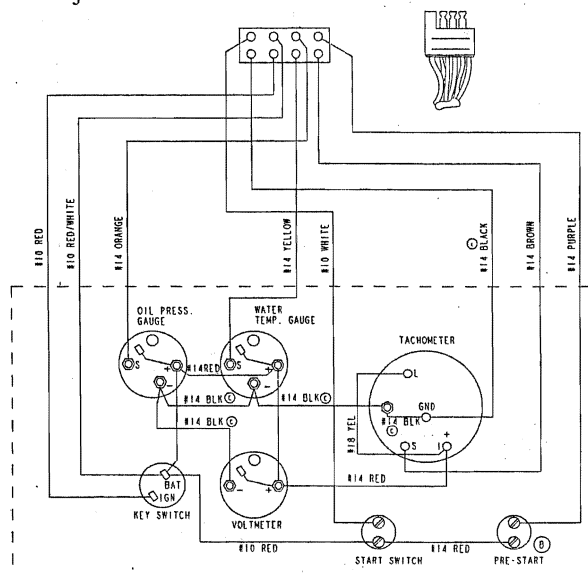 #10 RED
#10 RED/WHITE
#14 ORANGE
#14 YELLOW
#10 WHITE
C
#14 BLACK
#14 BROWN
#14 PURPLE
OIL PRESS.
GAUGE
WATER
TEMP. GAUGE
TACHOMETER
S
+
-
#14RED
S
+
-
L
#14 BLK C
#14 BLK C
GND
#14 BLK
C
#14 BLK C
#18 YEL
S
I
+
BAT
IGN
KEY SWITCH
-
+
VOLTMETER
#14 RED
#10 RED
START SWITCH
#14 RED
PRE-START
B